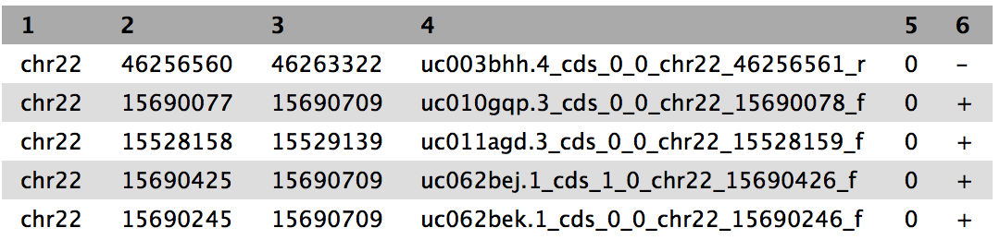 1 2 3 4 5 6
chr22 46256560 46263322 uc003bhh.4_cds_0_0_chr22_46256561_r 0 -
chr22 15690077 15690709 uc010gqp.3_cds_0_0_chr22_15690078_f 0 +
chr22 15528158 15529139 uc011agd.3_cds_0_0_chr22_15528159_f 0 +
chr22 15690425 15690709 uc062bej.1_cds_1_0_chr22_15690426_f 0 +
chr22 15690245 15690709 uc062bek.1_cds_0_0_chr22_15690246_f 0 +